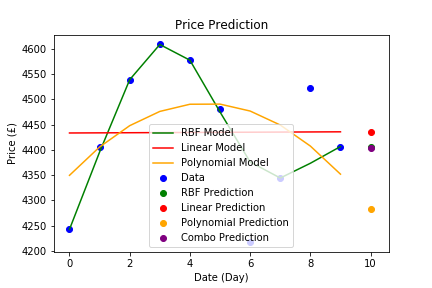 Price Prediction
Price (£)
4600
4550
4500
4450
4400
4350
4300
4250
4200
RBF Model
Linear Model
Polynomial Model
Data
RBF Prediction
Linear Prediction
Polynomial Prediction
Combo Prediction
0
2
4
6
8
10
Date (Day)